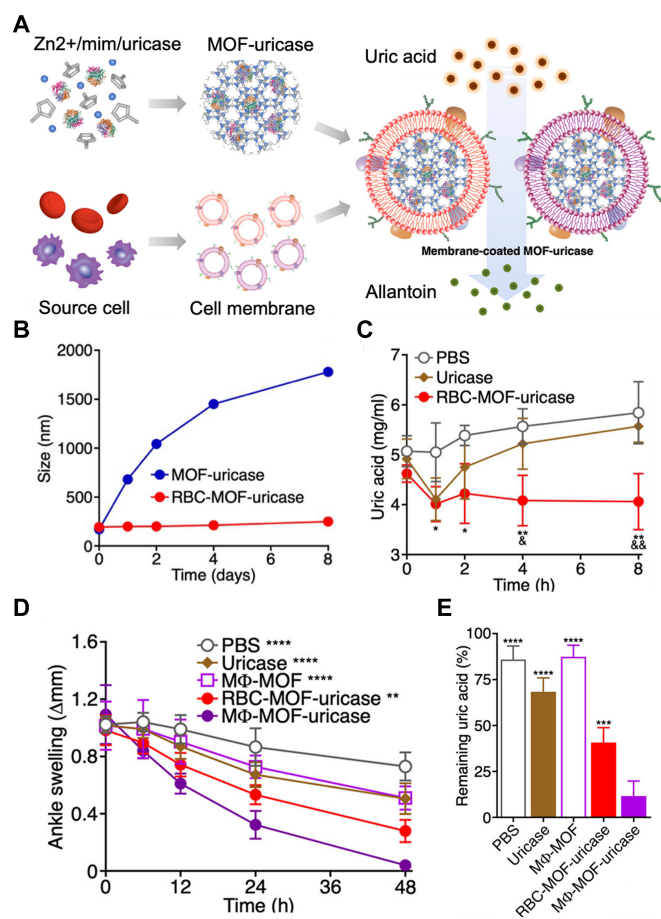 A
Zn2+/mim/uricase
MOF-uricase
Uric acid
Membrane-coated MOF-uricase
Source cell
Cell membrane
Allantoin
B
Size (nm)
2000
1500
1000
500
0
MOF-uricase
RBC-MOF-uricase
0 2 4 6 8
Time (days)
C
Uric acid (mg/ml)
7
6
5
4
3
PBS
Uricase
RBC-MOF-uricase
* * ** **
& &&
0 2 4 6 8
Time (h)
D
Ankle swelling (Δmm)
1.6
1.2
0.8
0.4
0
PBS ****
Uricase ****
MΦ-MOF ****
RBC-MOF-uricase **
MΦ-MOF-uricase
0 12 24 36 48
Time (h)
E
Remaining uric acid (%)
100
75
50
25
0
**** **** **** ***
PBS
Uricase
MΦ-MOF
RBC-MOF-uricase
MΦ-MOF-uricase